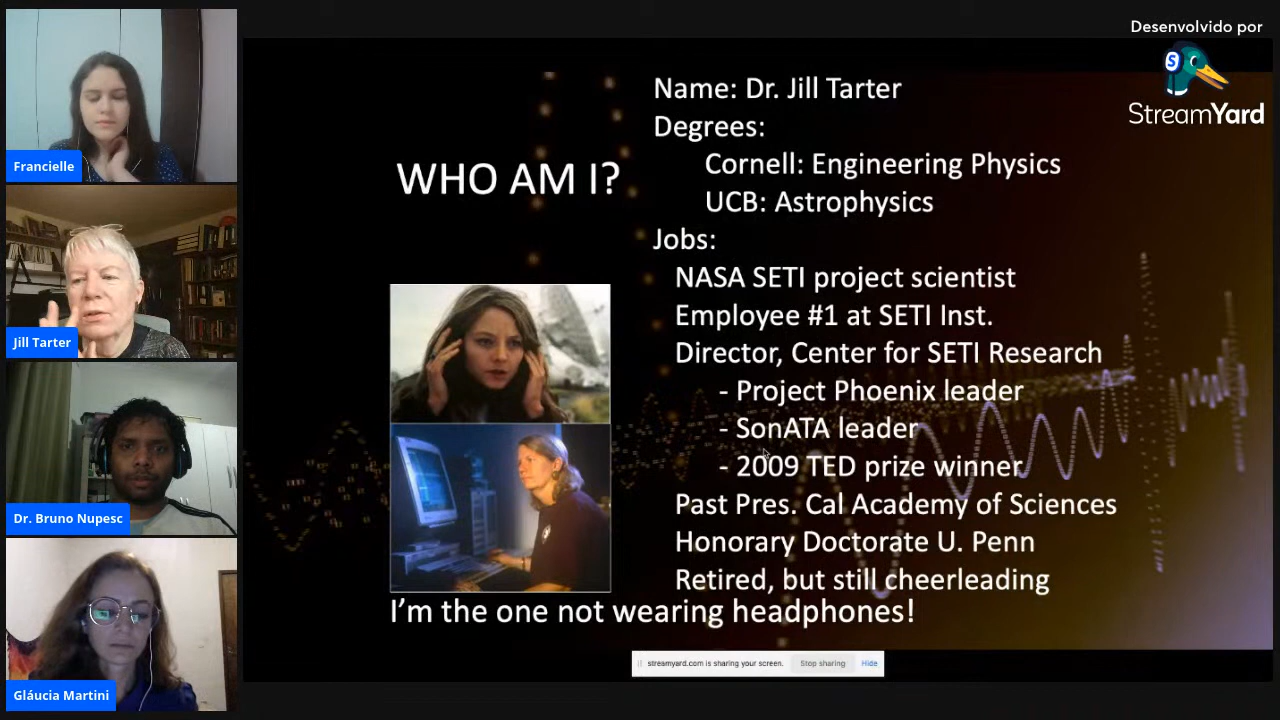 Desenvolvido por
StreamYard
Francielle
Jill Tarter
Dr. Bruno Nupesc
Gláucia Martini
WHO AM I?
Name: Dr. Jill Tarter
Degrees:
Cornell: Engineering Physics
UCB: Astrophysics
Jobs:
NASA SETI project scientist
Employee #1 at SETI Inst.
Director, Center for SETI Research
- Project Phoenix leader
- SonATA leader
- 2009 TED prize winner
Past Pres. Cal Academy of Sciences
Honorary Doctorate U. Penn
Retired, but still cheerleading
I'm the one not wearing headphones!
streamyard.com is sharing your screen. Stop sharing Hide